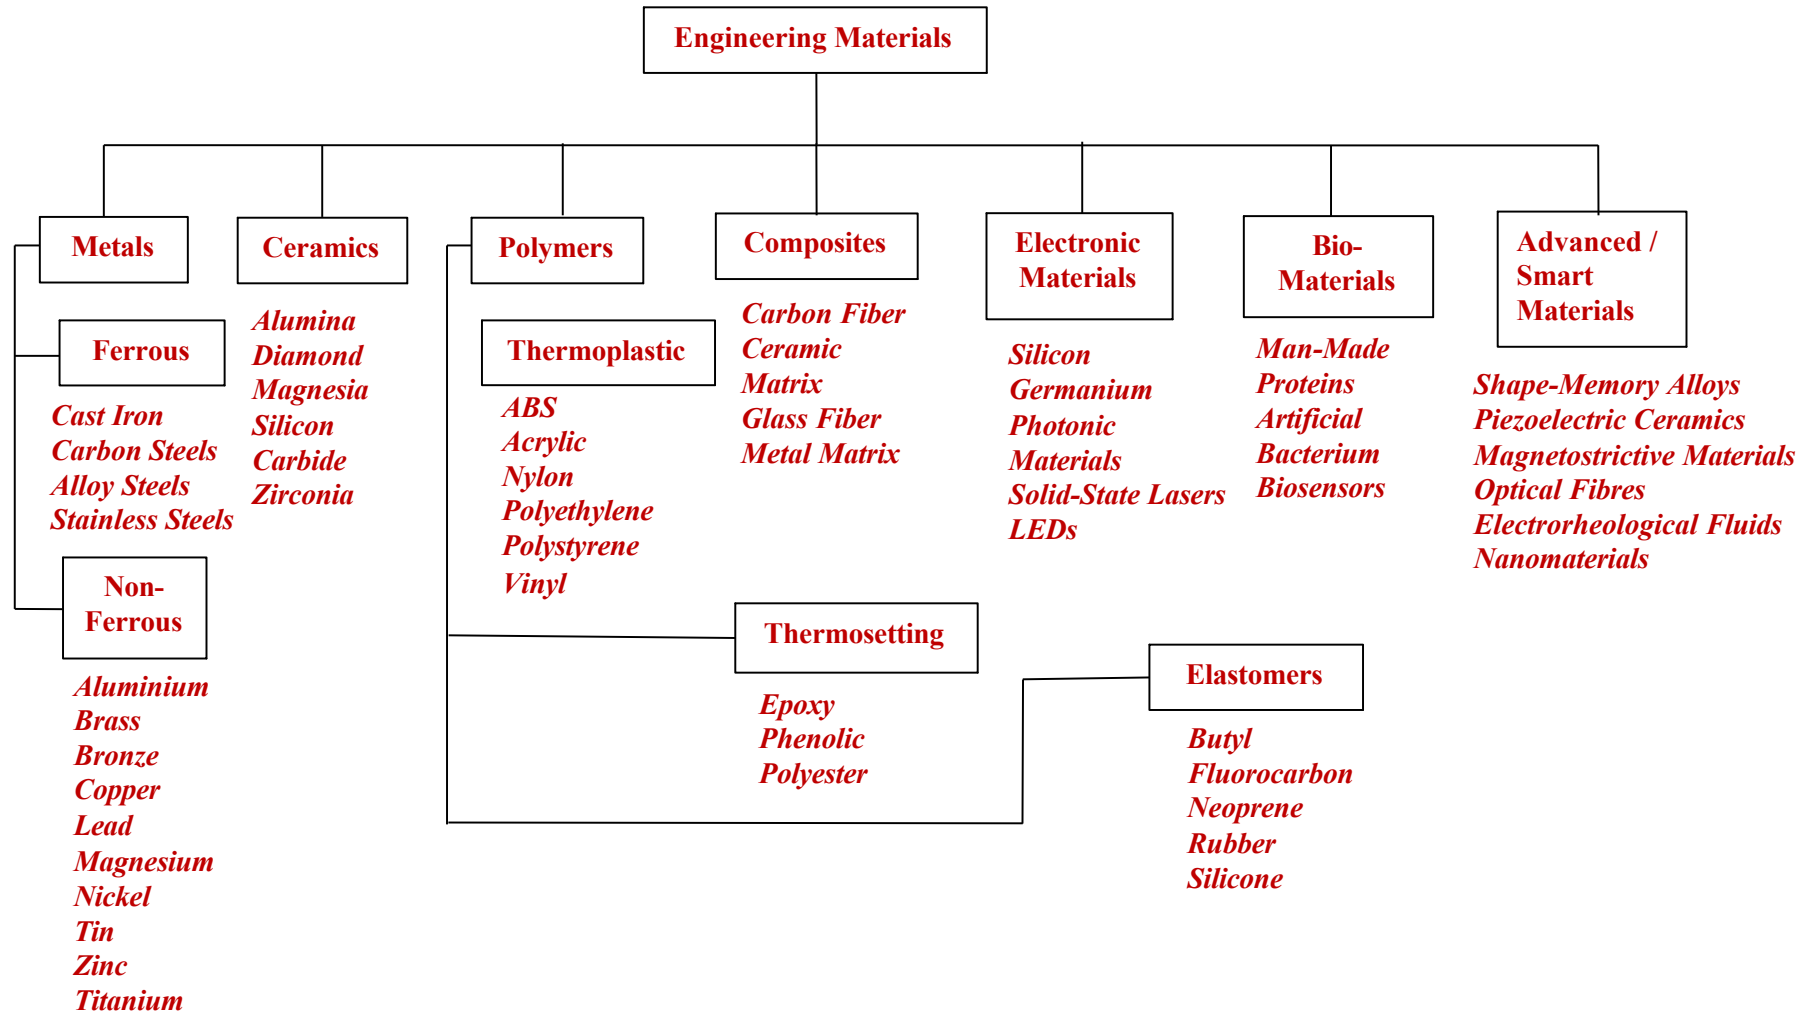 Engineering Materials
Metals
Ferrous
Cast Iron
Carbon Steels
Alloy Steels
Stainless Steels
Non-
Ferrous
Aluminium
Brass
Bronze
Copper
Lead
Magnesium
Nickel
Tin
Zinc
Titanium
Ceramics
Alumina
Diamond
Magnesia
Silicon
Carbide
Zirconia
Polymers
Thermoplastic
ABS
Acrylic
Nylon
Polyethylene
Polystyrene
Vinyl
Thermosetting
Epoxy
Phenolic
Polyester
Elastomers
Butyl
Fluorocarbon
Neoprene
Rubber
Silicone
Composites
Carbon Fiber
Ceramic
Matrix
Glass Fiber
Metal Matrix
Electronic
Materials
Silicon
Germanium
Photonic
Materials
Solid-State Lasers
LEDs
Bio-
Materials
Man-Made
Proteins
Artificial
Bacterium
Biosensors
Advanced /
Smart
Materials
Shape-Memory Alloys
Piezoelectric Ceramics
Magnetostrictive Materials
Optical Fibres
Electrorheological Fluids
Nanomaterials